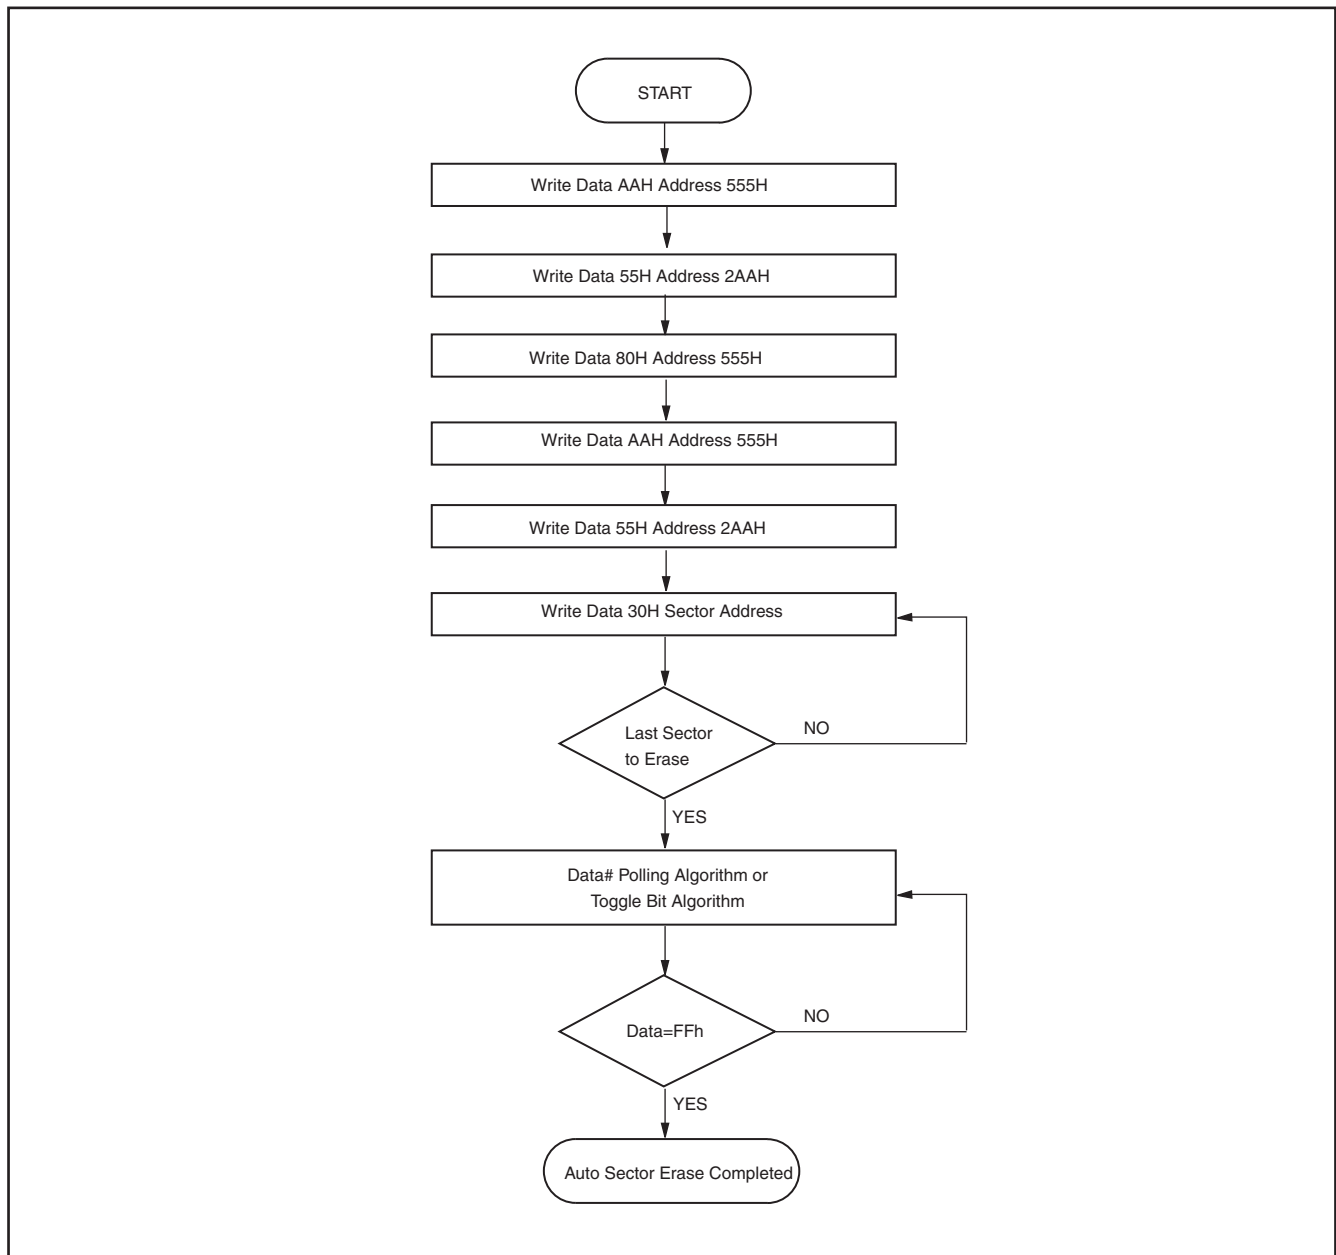 START
Write Data AAH Address 555H
Write Data 55H Address 2AAH
Write Data 80H Address 555H
Write Data AAH Address 555H
Write Data 55H Address 2AAH
Write Data 30H Sector Address
Last Sector
to Erase
NO
YES
Data# Polling Algorithm or
Toggle Bit Algorithm
Data=FFh
NO
YES
Auto Sector Erase Completed